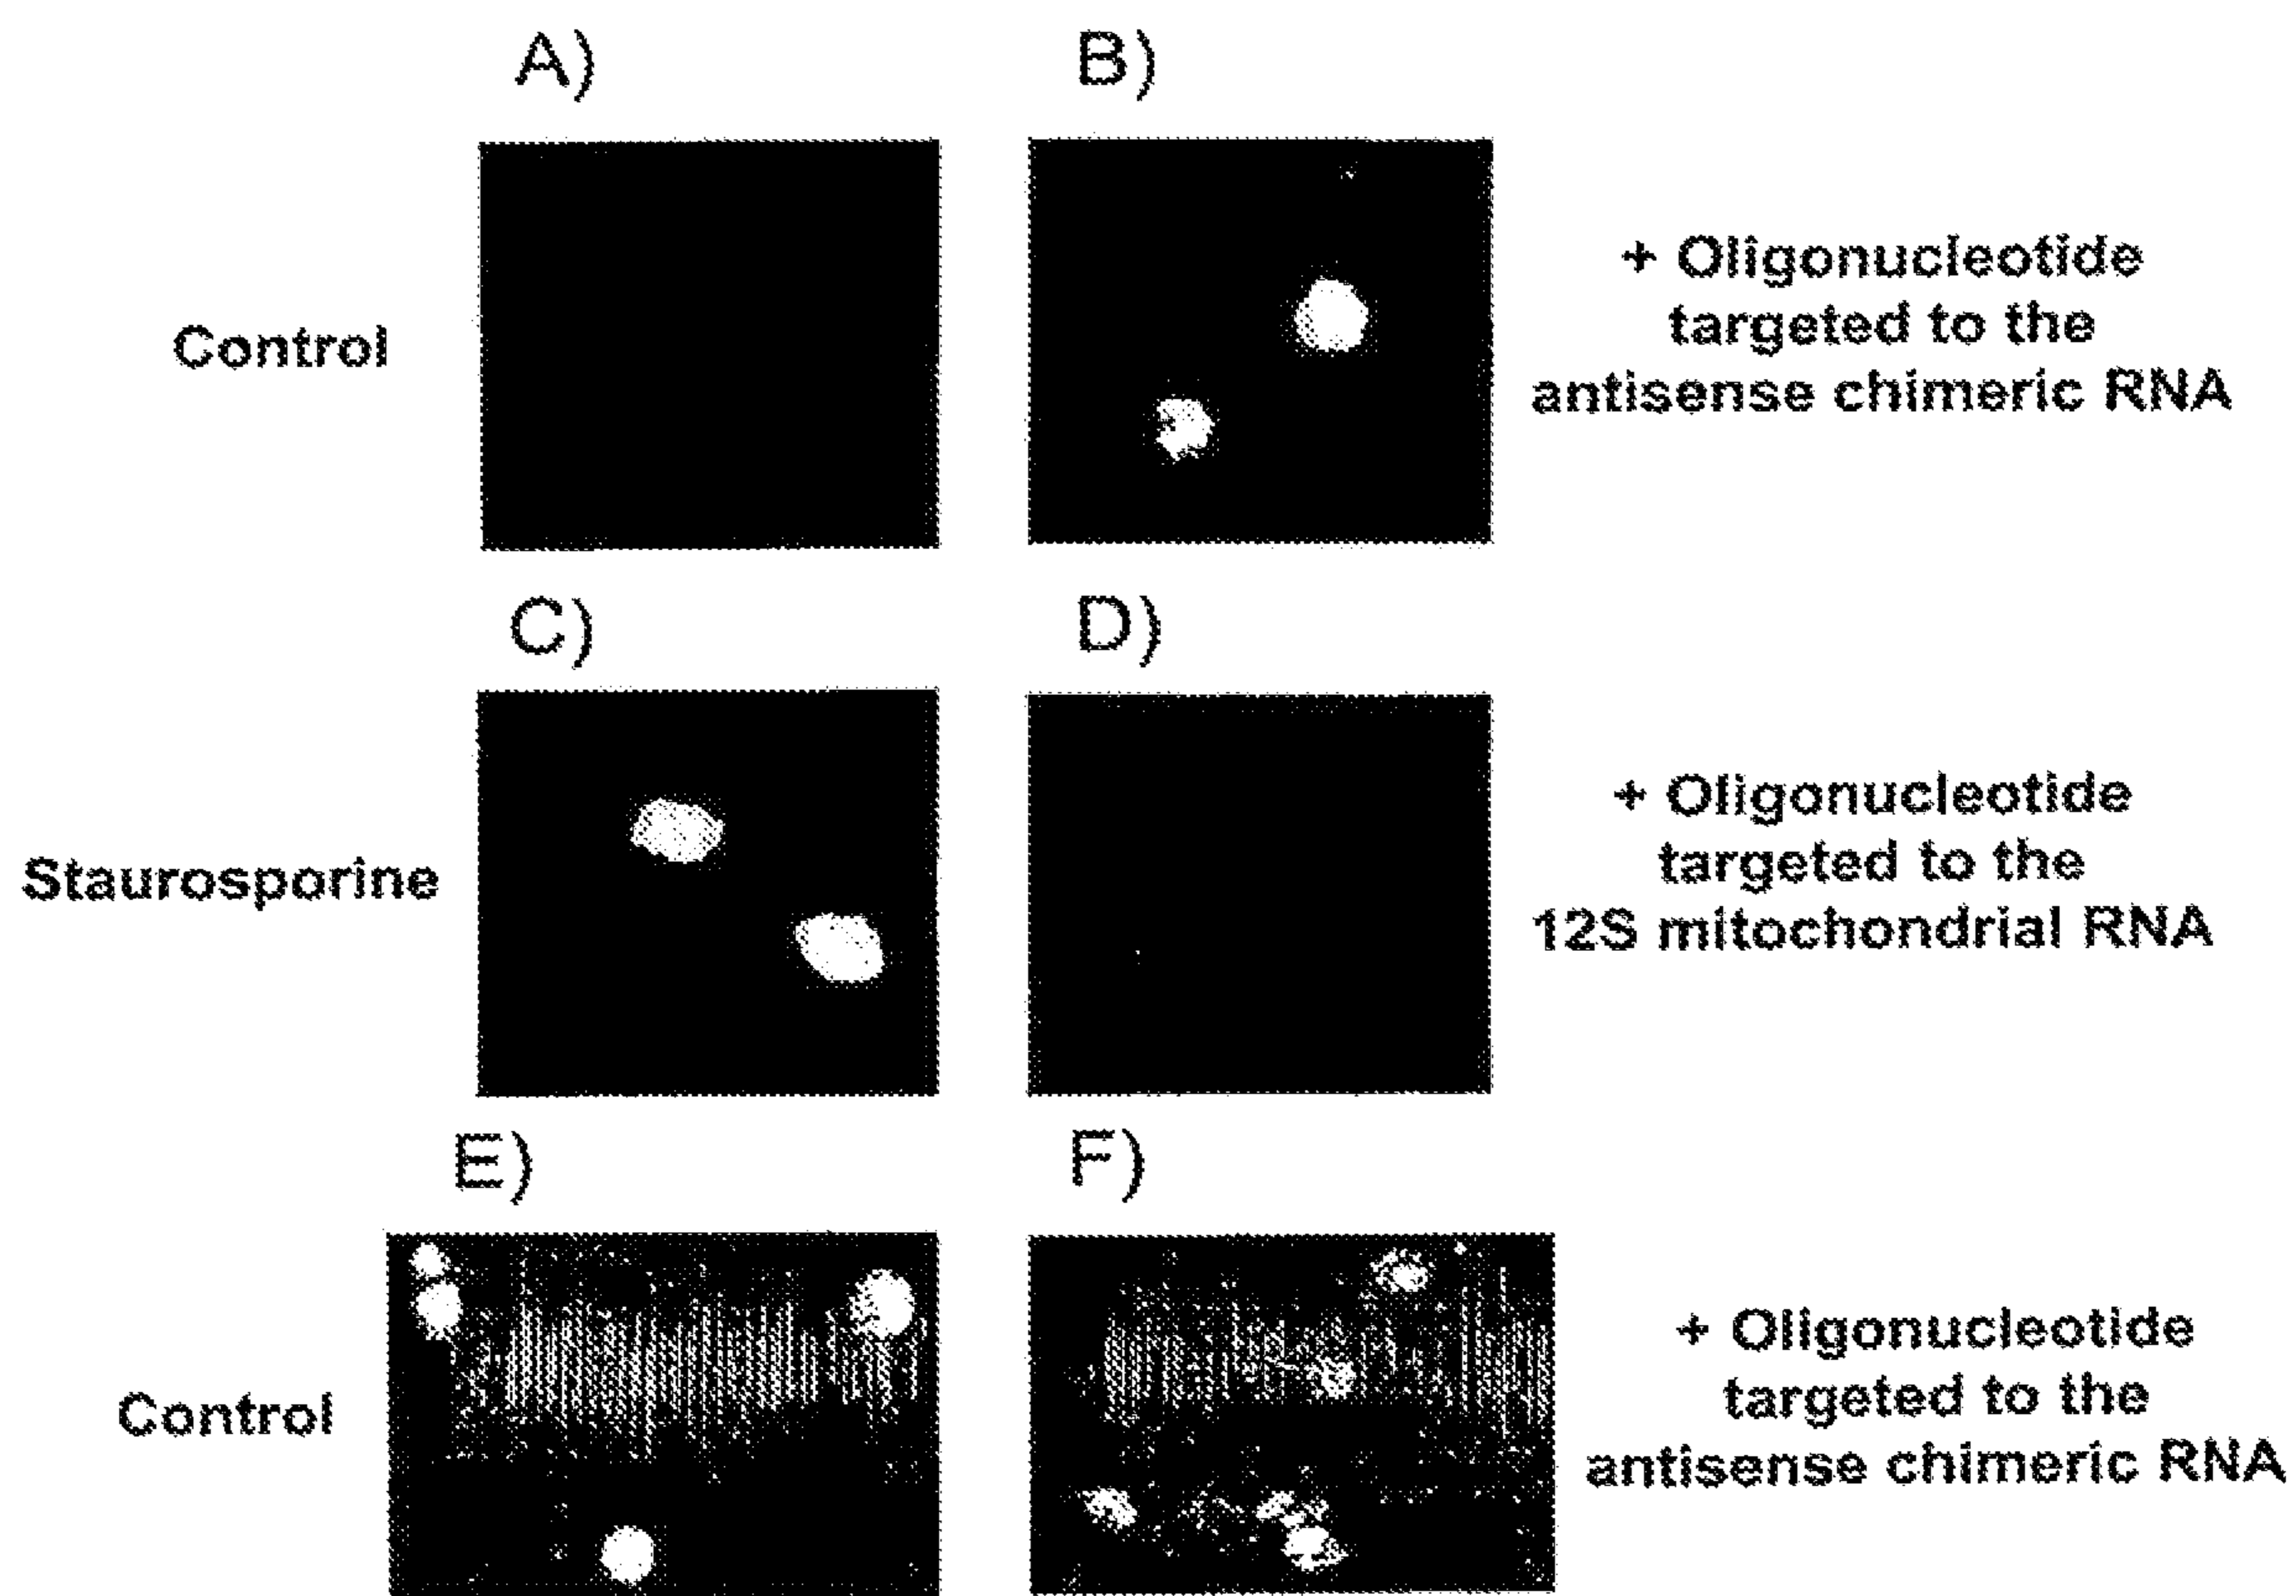 A)
B)
Control
+ Oligonucleotide
targeted to the
antisense chimeric RNA
C)
D)
Staurosporine
+ Oligonucleotide
targeted to the
12S mitochondrial RNA
E)
F)
Control
+ Oligonucleotide
targeted to the
antisense chimeric RNA